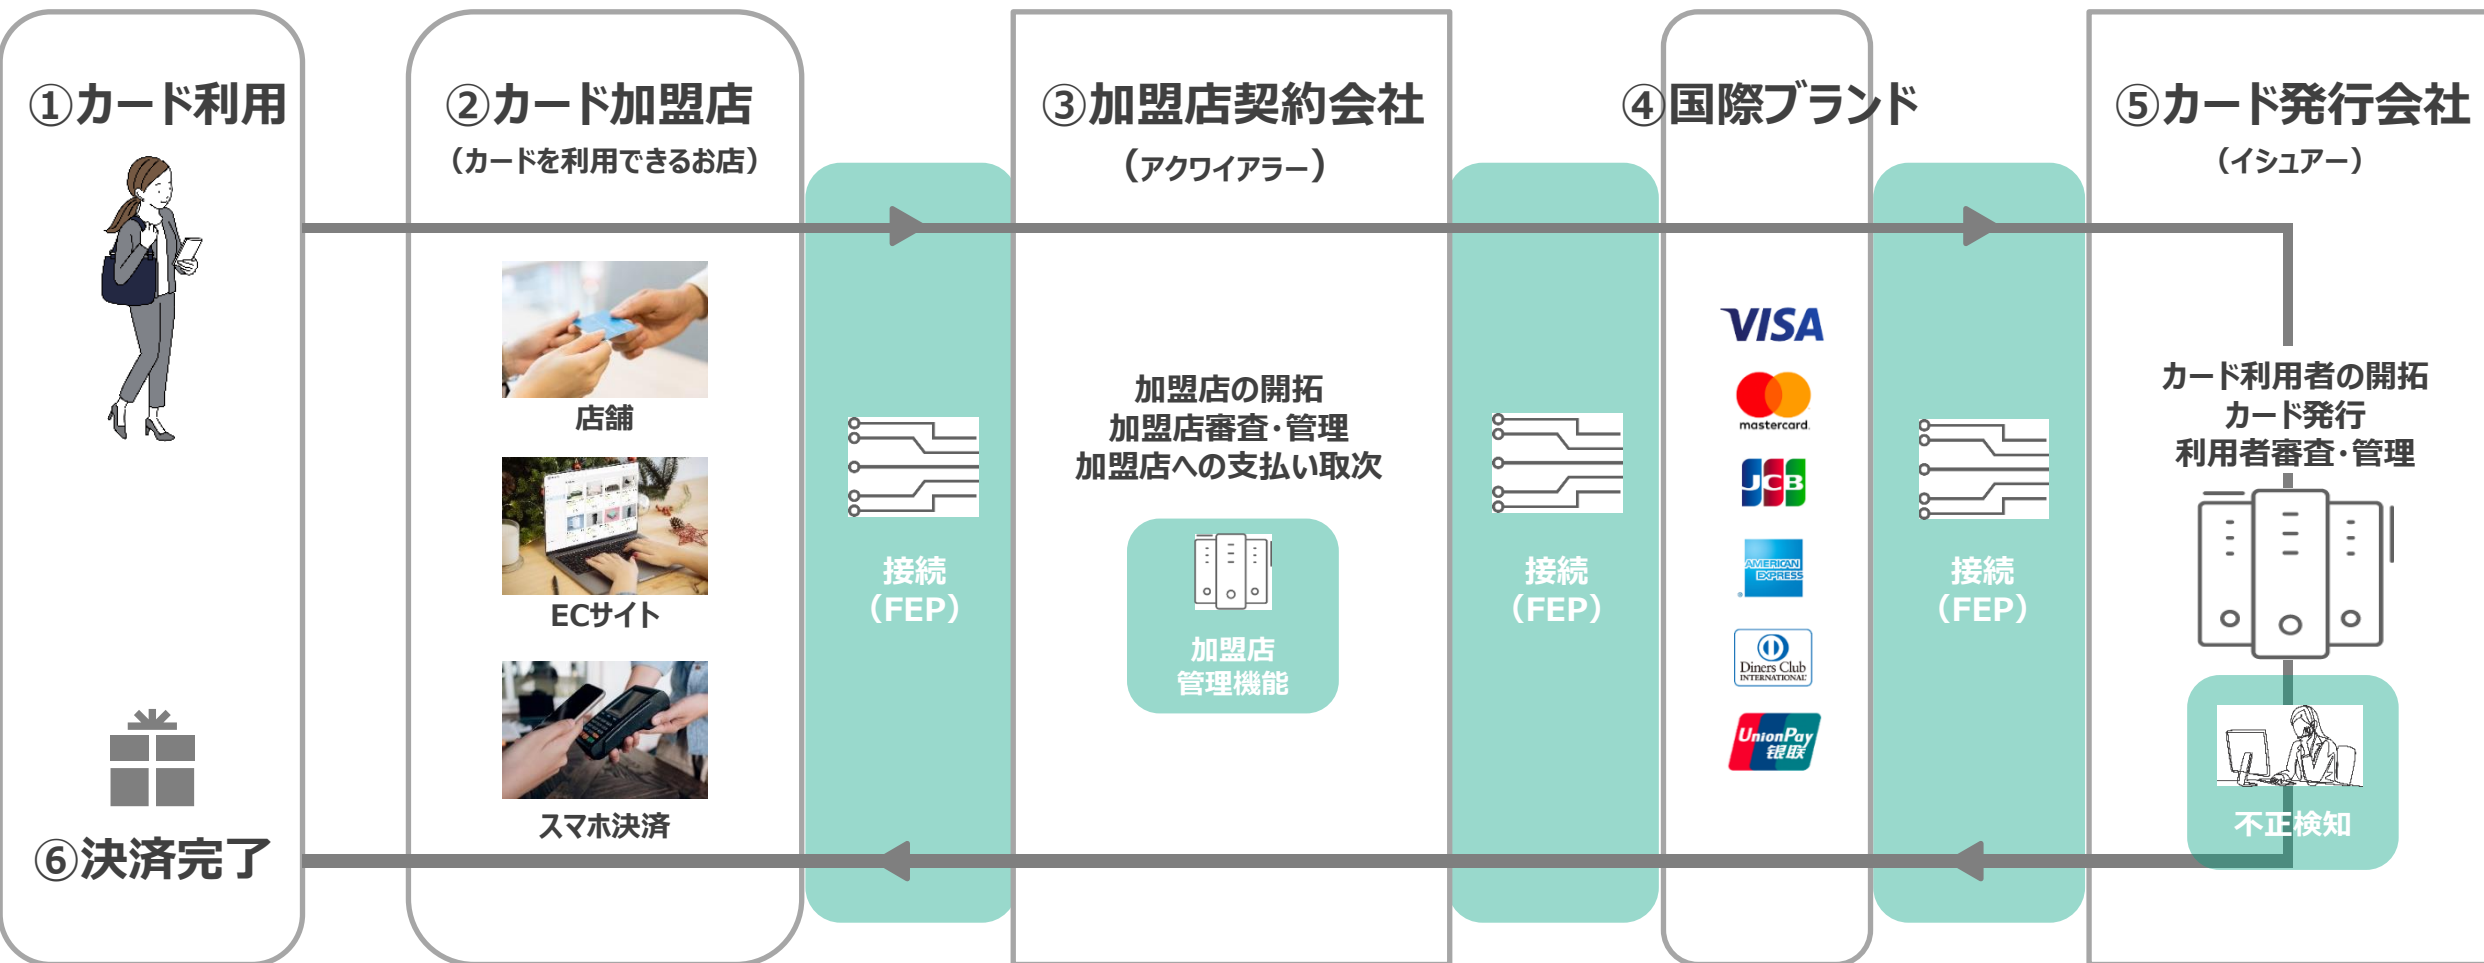 ①カード利用
⑥決済完了
②カード加盟店
（カードを利用できるお店）
店舗
ECサイト
スマホ決済
接続
（FEP）
③加盟店契約会社
（アクワイアラー）
加盟店の開拓
加盟店審査・管理
加盟店への支払い取次
加盟店
管理機能
接続
（FEP）
④国際ブランド
VISA
mastercard.
JCB
AMERICAN
EXPRESS
Diners Club
INTERNATIONAL
UnionPay
银联
接続
（FEP）
⑤カード発行会社
（イシュアー）
カード利用者の開拓
カード発行
利用者審査・管理
不正検知